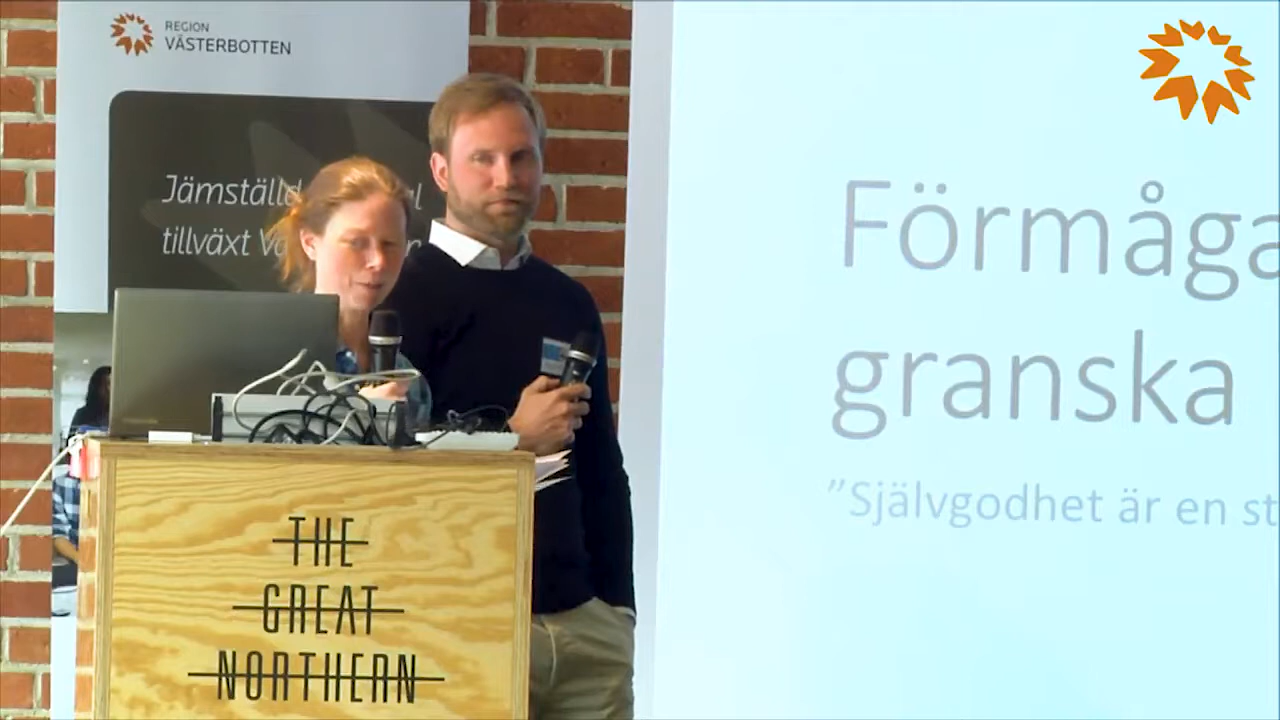 REGION
VÄSTERBOTTEN
Jämställd
tillväxt
Förmåga
granska
”Självgodhet är en st
THE
GREAT
NORTHERN